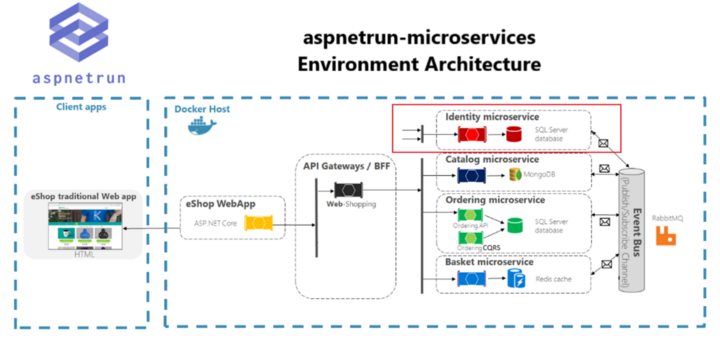 aspnetrun
aspnetrun-microservices
Environment Architecture
Client apps
eShop traditional Web app
HTML
Docker Host
eShop WebApp
ASP.NET Core
API Gateways / BFF
Web-Shopping
Identity microservice
SQL Server
database
Catalog microservice
MongoDB
Ordering microservice
Ordering API
SQL Server
database
Ordering CQRS
Basket microservice
Redis cache
Event Bus
(Publish/Subscribe Channel)
RabbitMQ